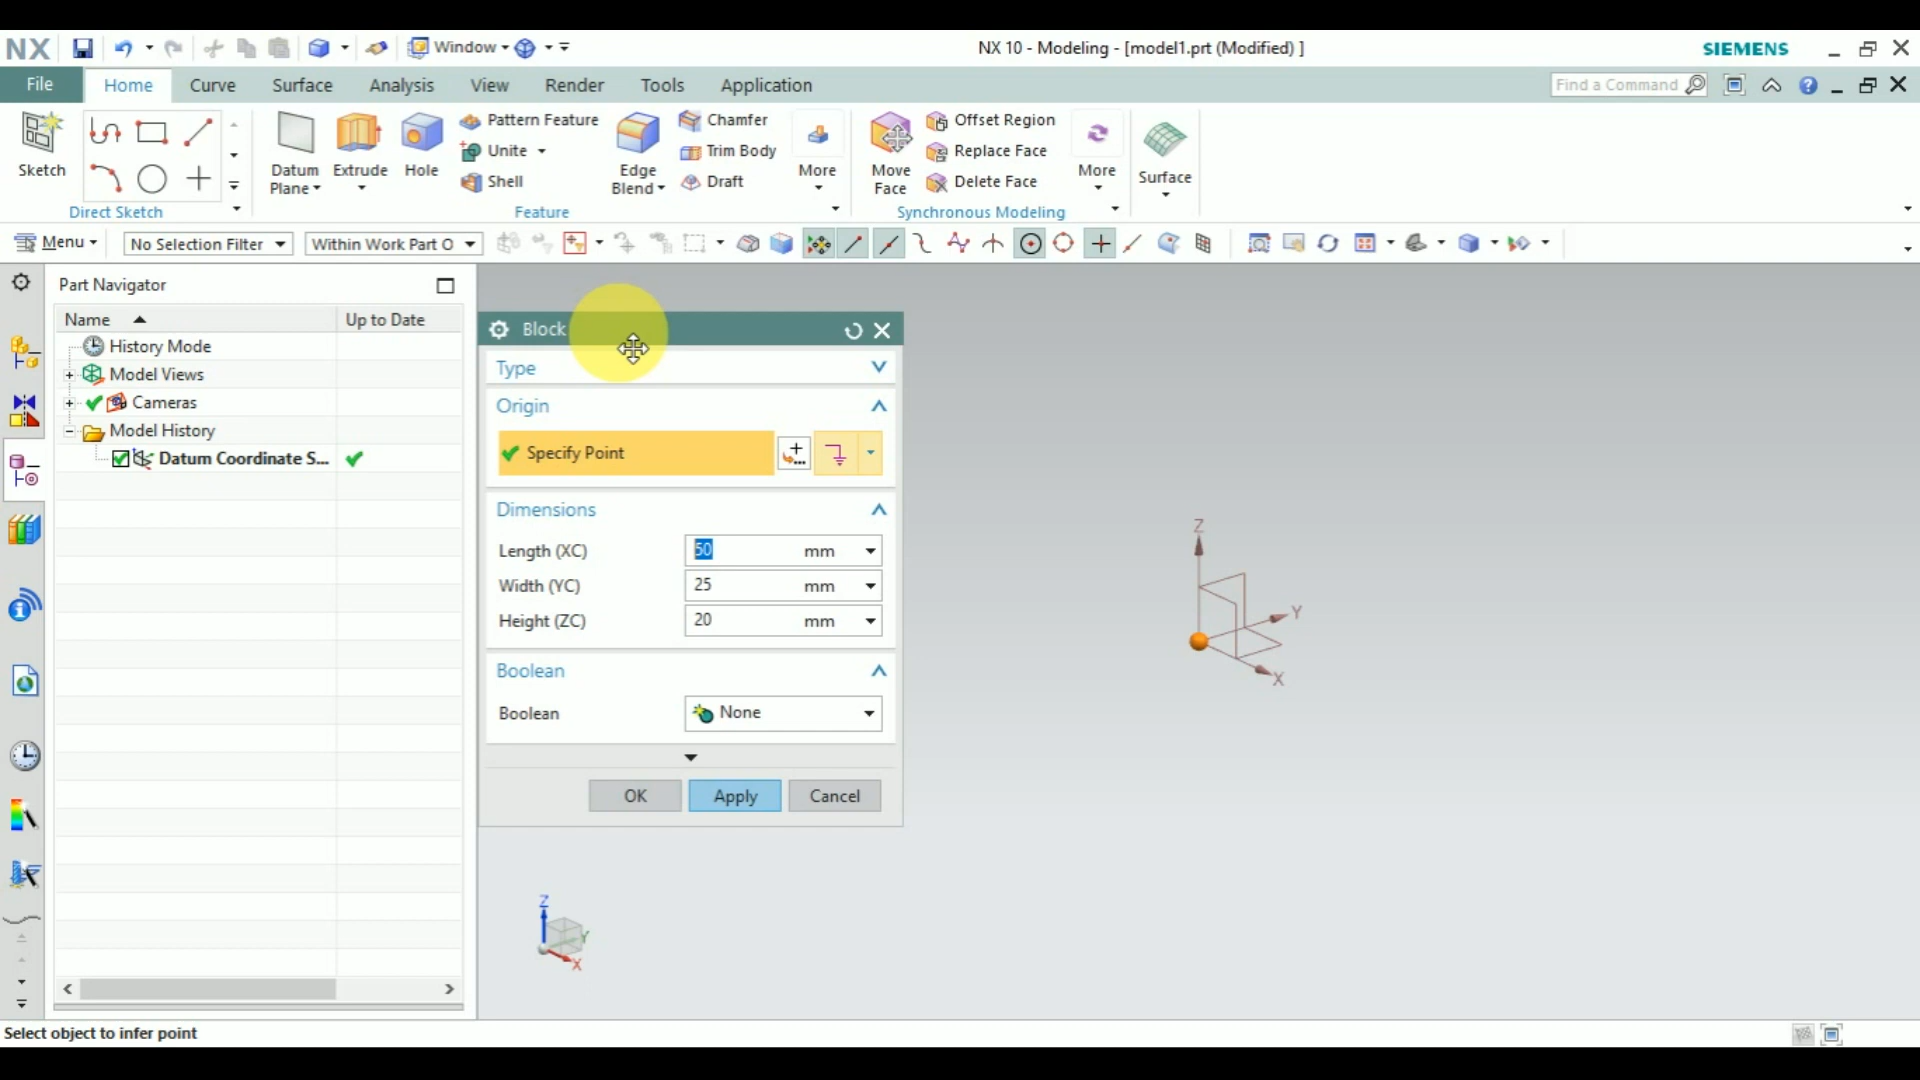 NX Window NX 10 - Modeling - [model1.prt (Modified) ] SIEMENS
File Home Curve Surface Analysis View Render Tools Application Find a Command
Sketch
Direct Sketch
Datum Plane
Extrude
Hole
Pattern Feature
Unite
Shell
Edge Blend
Chamfer
Trim Body
Draft
More
Feature
Move Face
Offset Region
Replace Face
Delete Face
More
Synchronous Modeling
Surface
Menu No Selection Filter Within Work Part O
Part Navigator
Name Up to Date
History Mode
Model Views
Cameras
Model History
Datum Coordinate S...
Block
Type
Origin
Specify Point
Dimensions
Length (XC) 50 mm
Width (YC) 25 mm
Height (ZC) 20 mm
Boolean
Boolean None
OK Apply Cancel
Z
Y
X
Z
Y
X
Select object to infer point